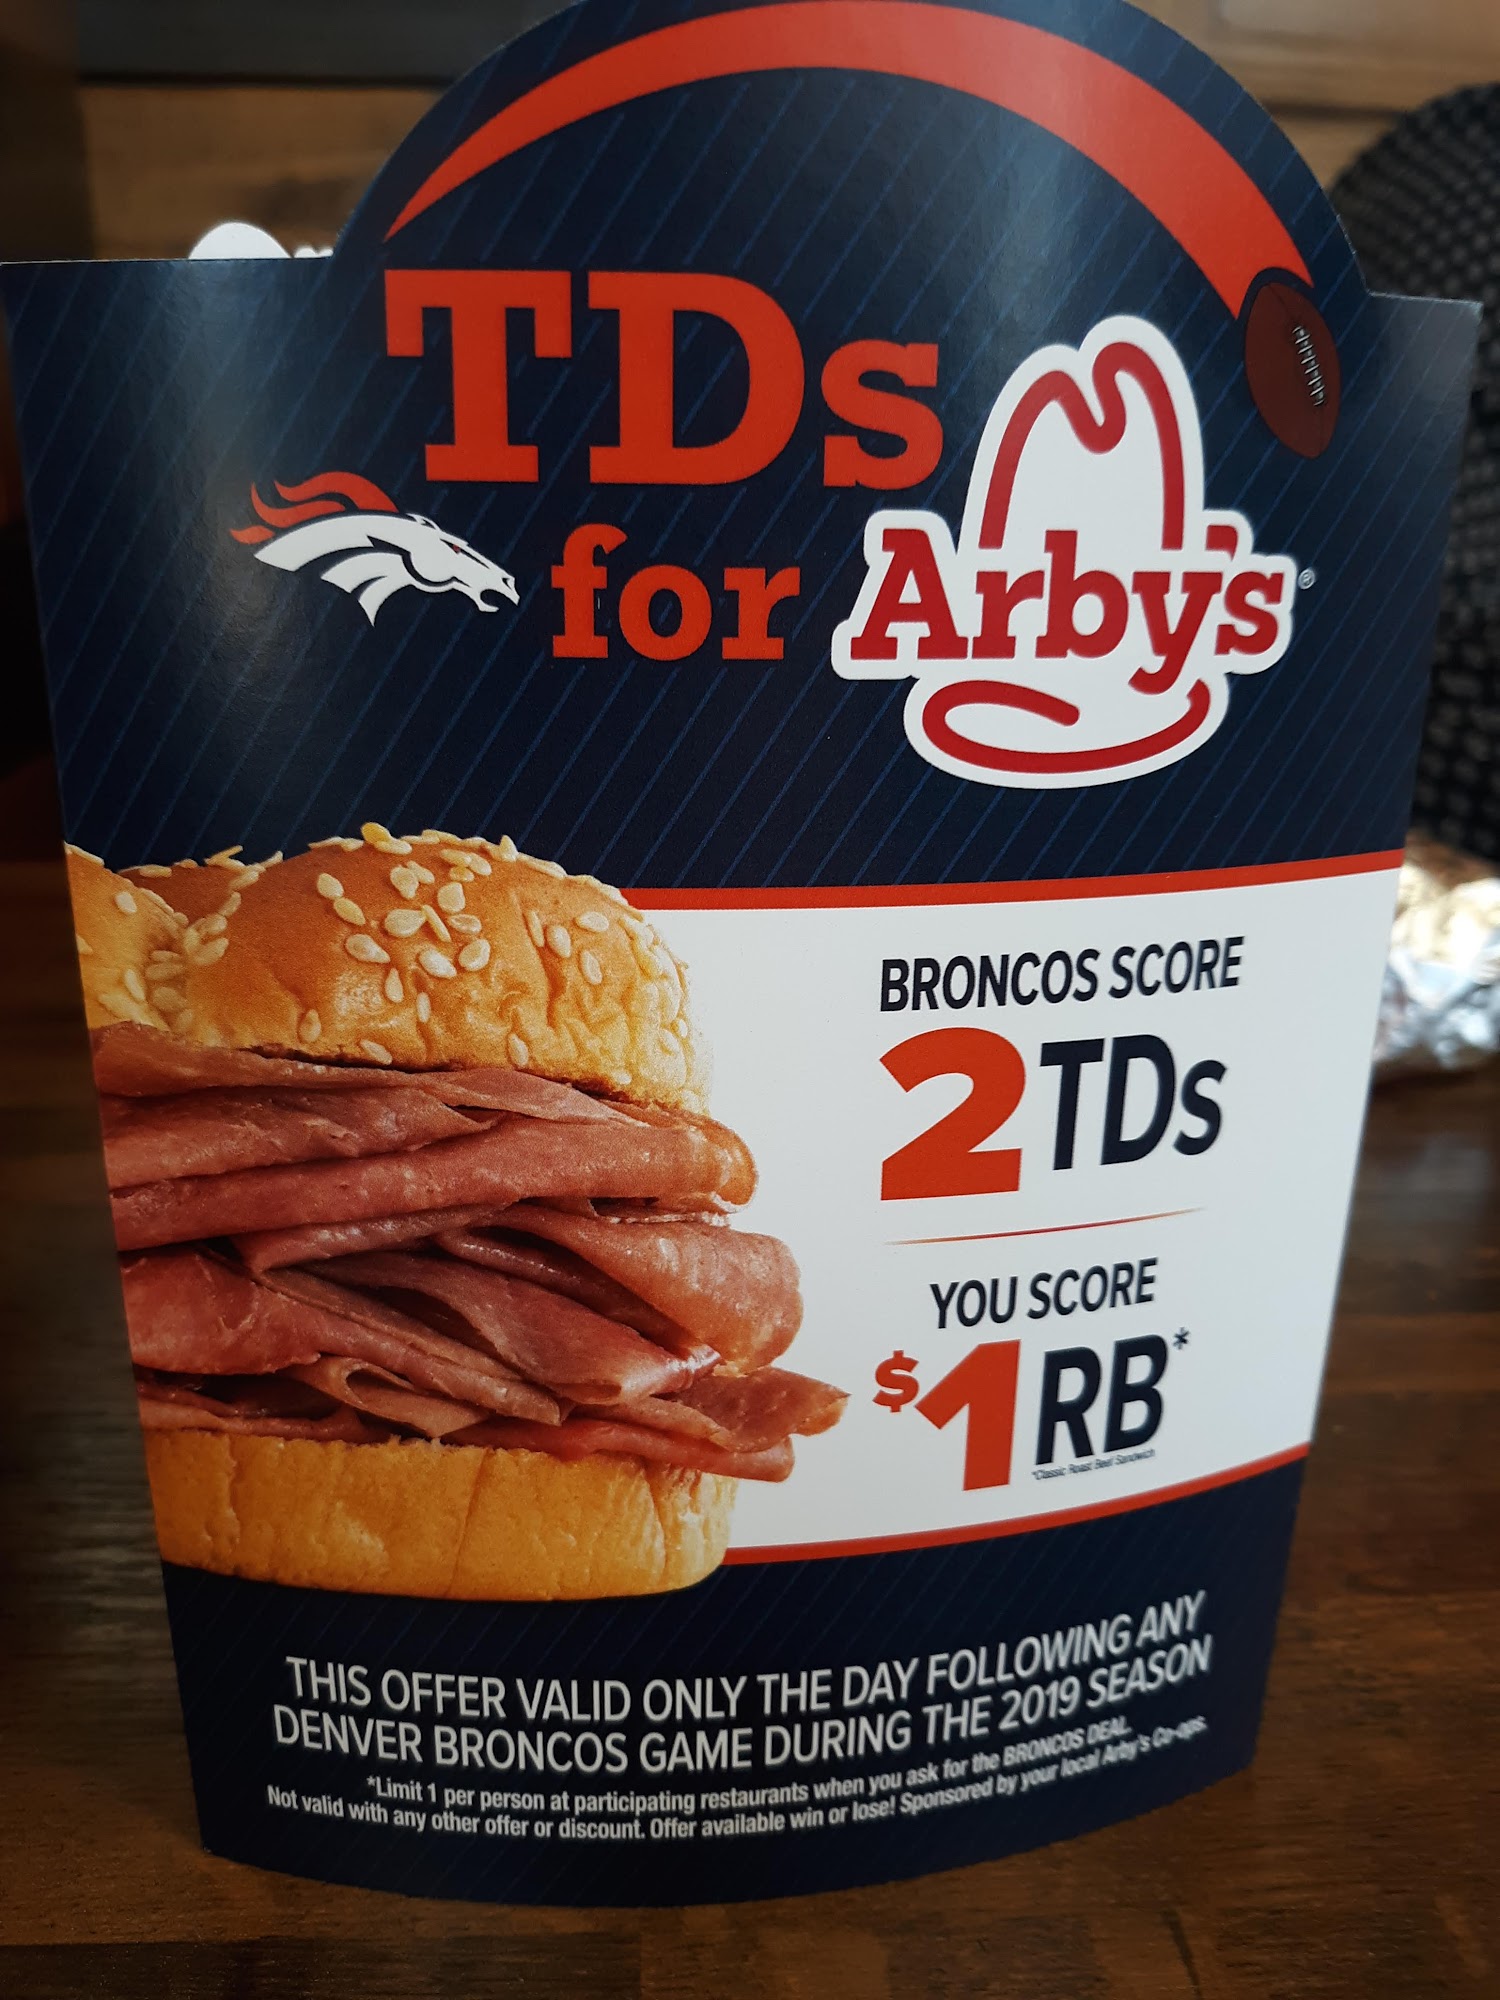 TDs
for Arby's®
BRONCOS SCORE
2 TDs
YOU SCORE
$1 RB*
*Classic Roast Beef Sandwich
THIS OFFER VALID ONLY THE DAY FOLLOWING ANY
DENVER BRONCOS GAME DURING THE 2019 SEASON
*Limit 1 per person at participating restaurants when you ask for the BRONCOS DEAL.
Not valid with any other offer or discount. Offer available win or lose! Sponsored by your local Arby's Co-ops.